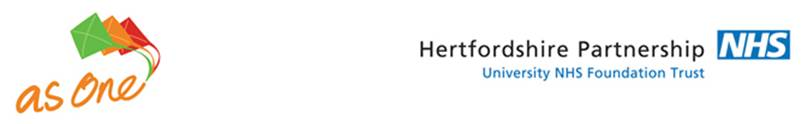 as one
Hertfordshire Partnership NHS
University NHS Foundation Trust